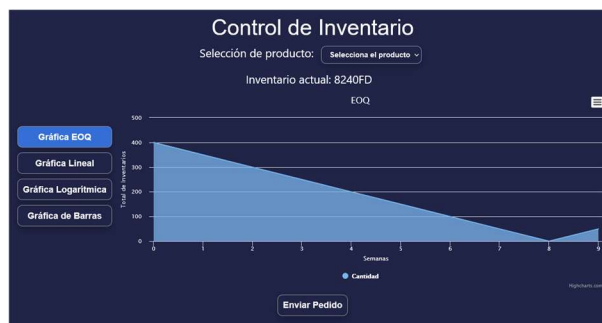 Control de Inventario
Selección de producto: Selecciona el producto
Inventario actual: 8240FD
EOQ
Gráfica EOQ
Gráfica Lineal
Gráfica Logaritmica
Gráfica de Barras
Total de Inventarios
500
400
300
200
100
0
0 1 2 3 4 5 6 7 8 9
Semanas
Cantidad
Highcharts.com
Enviar Pedido